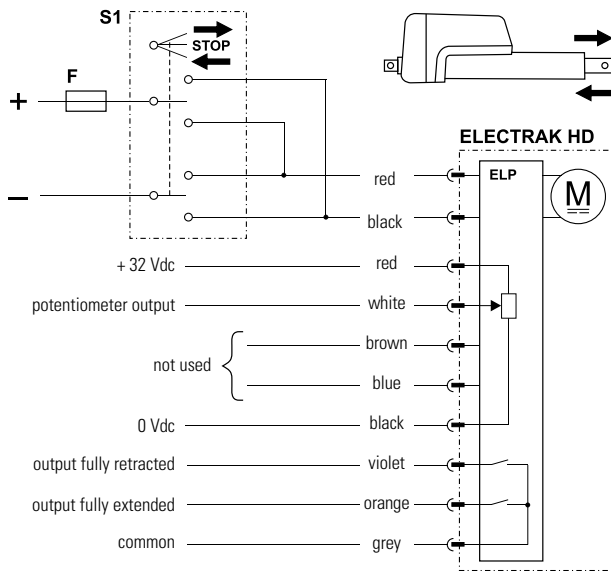 S1
STOP
F
+
–
ELECTRAK HD
ELP
M
red
black
+ 32 Vdc
red
potentiometer output
white
not used
brown
blue
0 Vdc
black
output fully retracted
violet
output fully extended
orange
common
grey